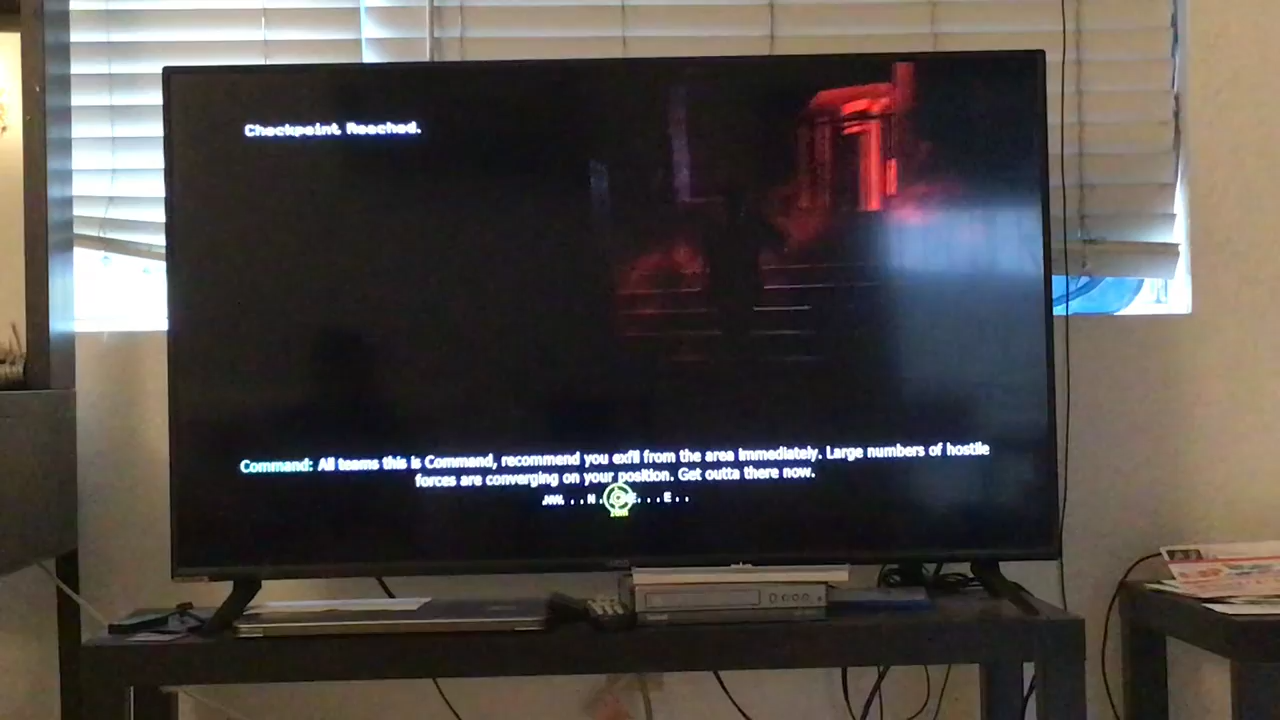 Checkpoint Reached.
Command: All teams this is Command, recommend you exfil from the area immediately. Large numbers of hostile
forces are converging on your position. Get outta there now.